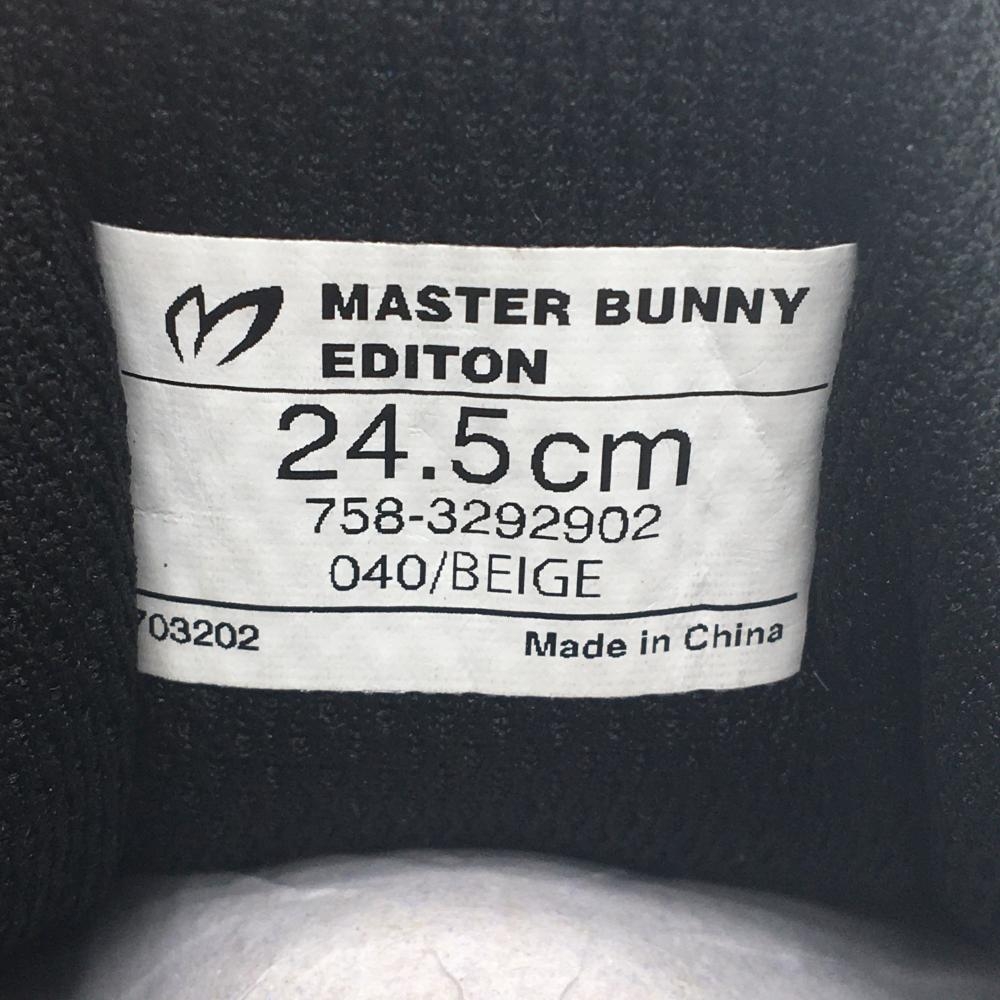 MASTER BUNNY
EDITON
24.5cm
758-3292902
040/BEIGE
703202
Made in China